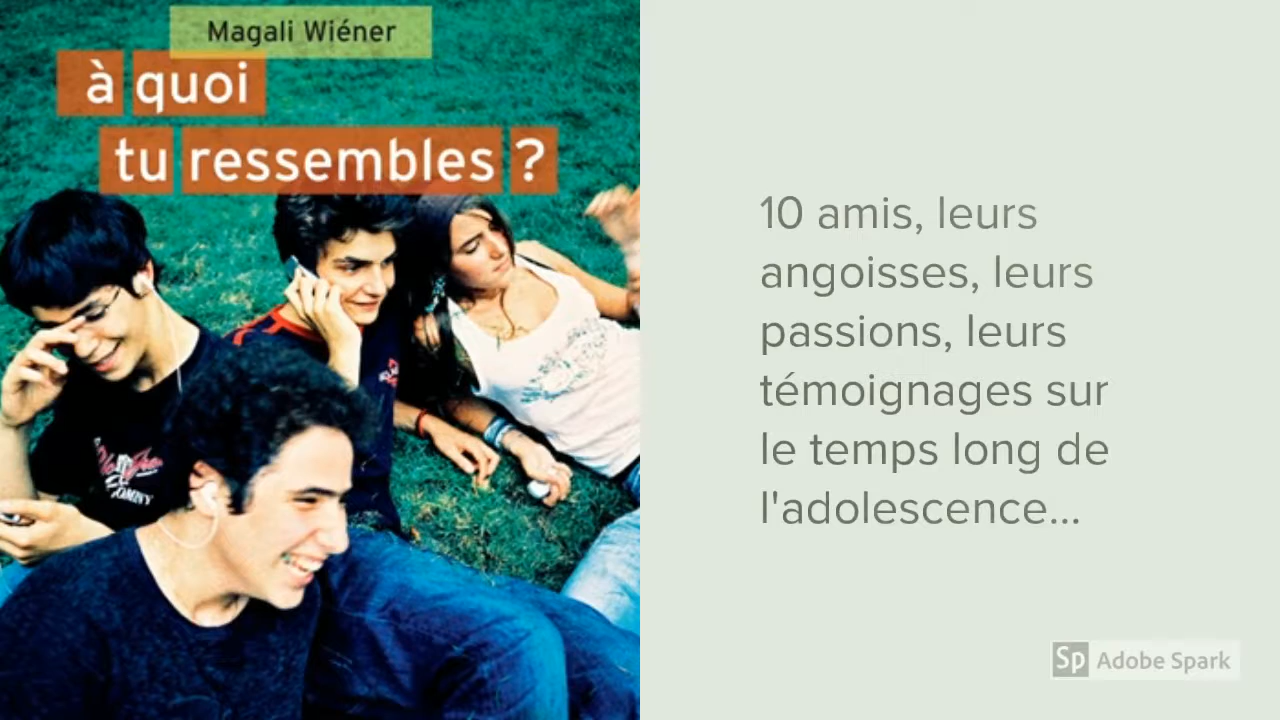 Magali Wiéner
à quoi
tu ressembles ?
10 amis, leurs
angoisses, leurs
passions, leurs
témoignages sur
le temps long de
l'adolescence...
Sp Adobe Spark